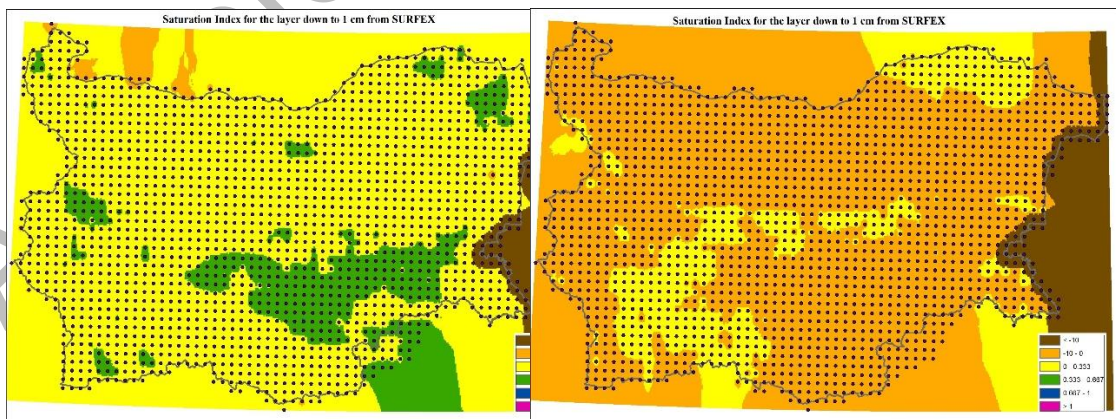 Saturation Index for the layer down to 1 cm from SURFEX
Saturation Index for the layer down to 1 cm from SURFEX
-10 - 0
0 - 0.333
0.333 - 0.667
0.667 - 1
> 1